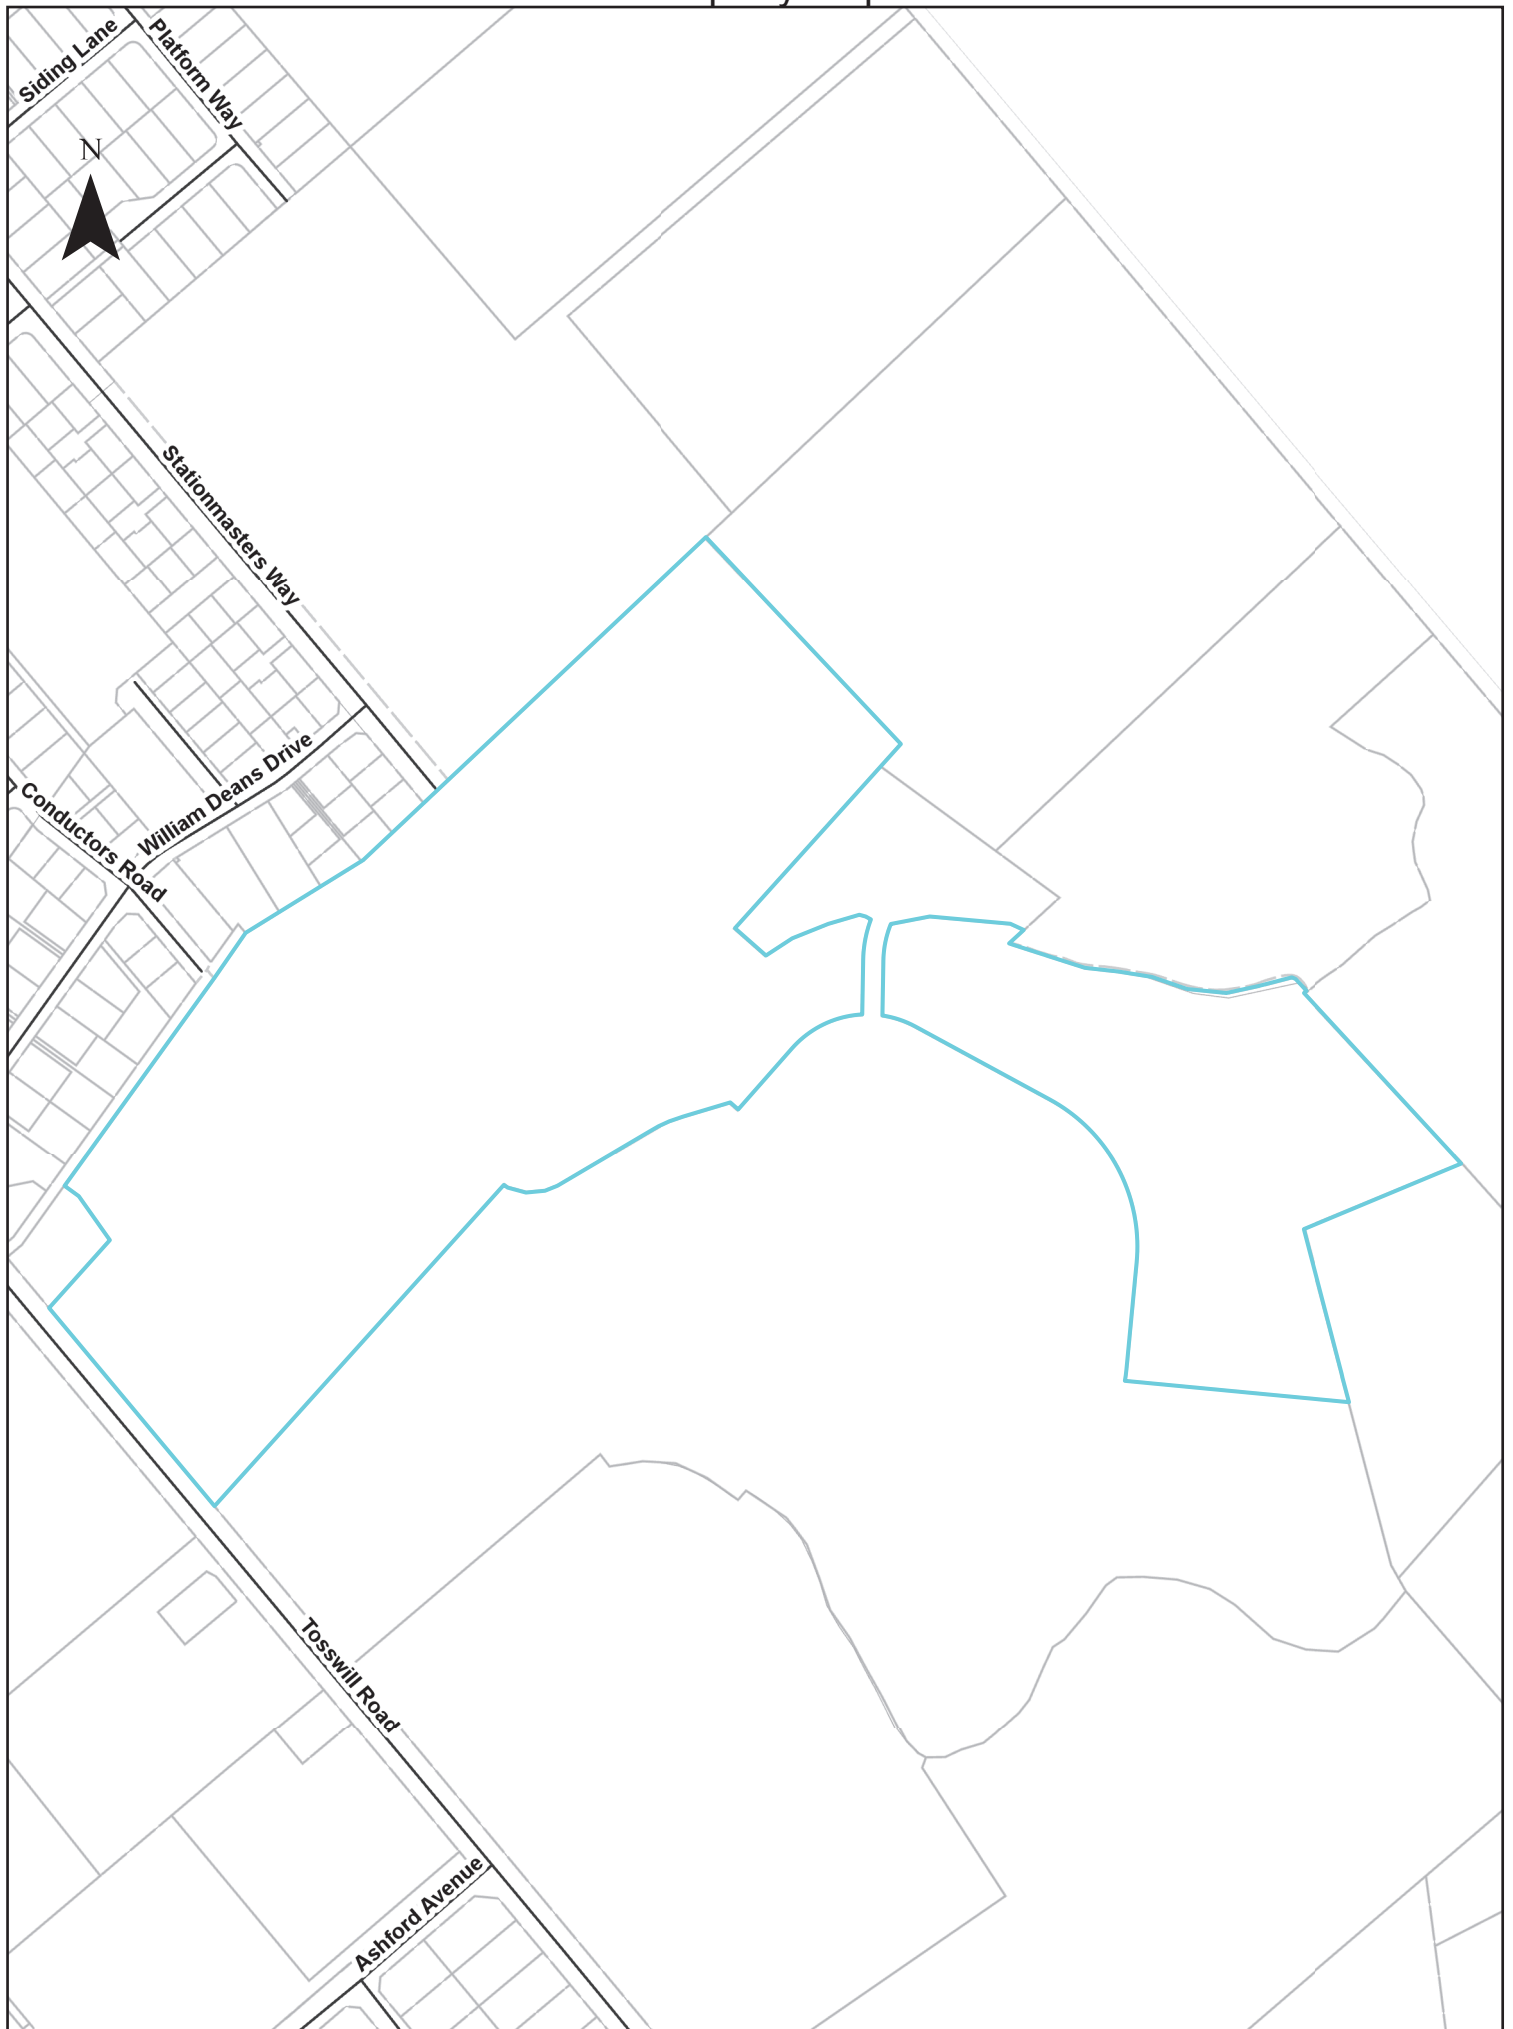 Siding Lane
Platform Way
N
Stationmasters Way
William Deans Drive
Conductors Road
Tosswill Road
Ashford Avenue